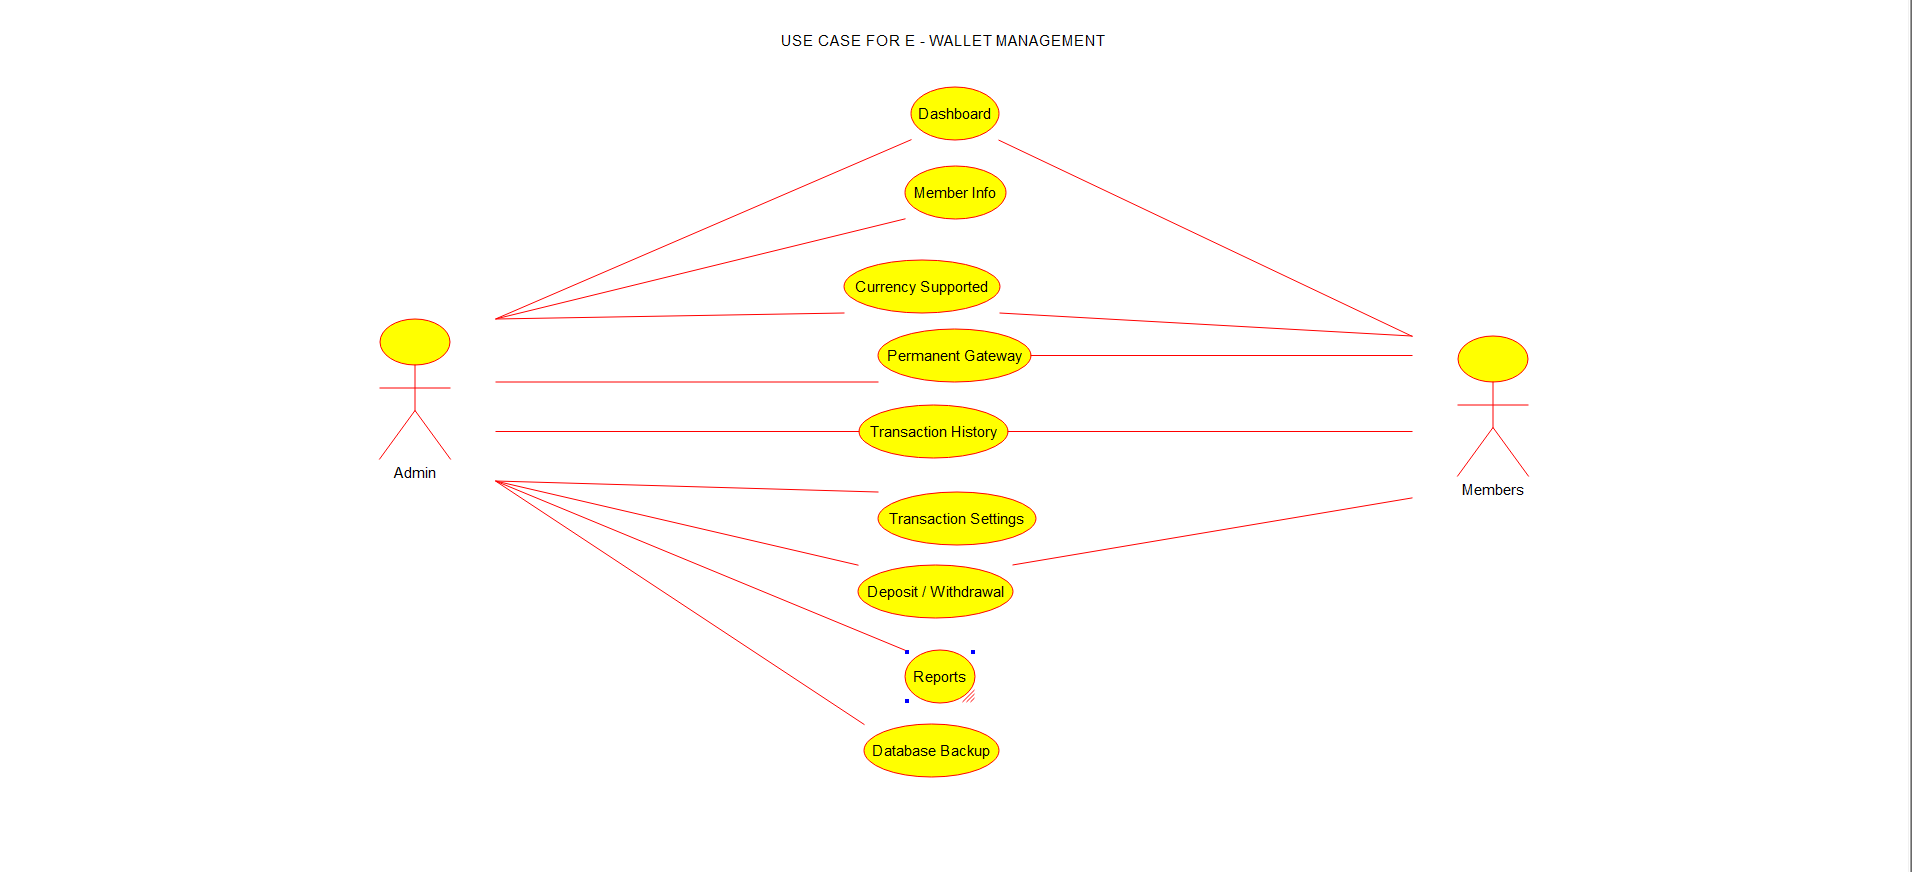 USE CASE FOR E - WALLET MANAGEMENT
Dashboard
Member Info
Currency Supported
Permanent Gateway
Transaction History
Admin
Members
Transaction Settings
Deposit / Withdrawal
Reports
Database Backup